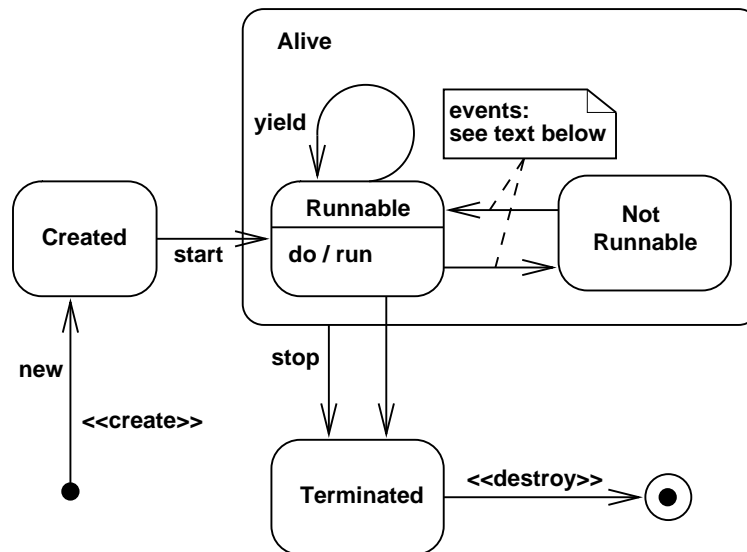 Alive
events:
see text below
yield
Runnable
Not
Runnable
Created
do / run
start
stop
new
<<create>>
<<destroy>>
Terminated